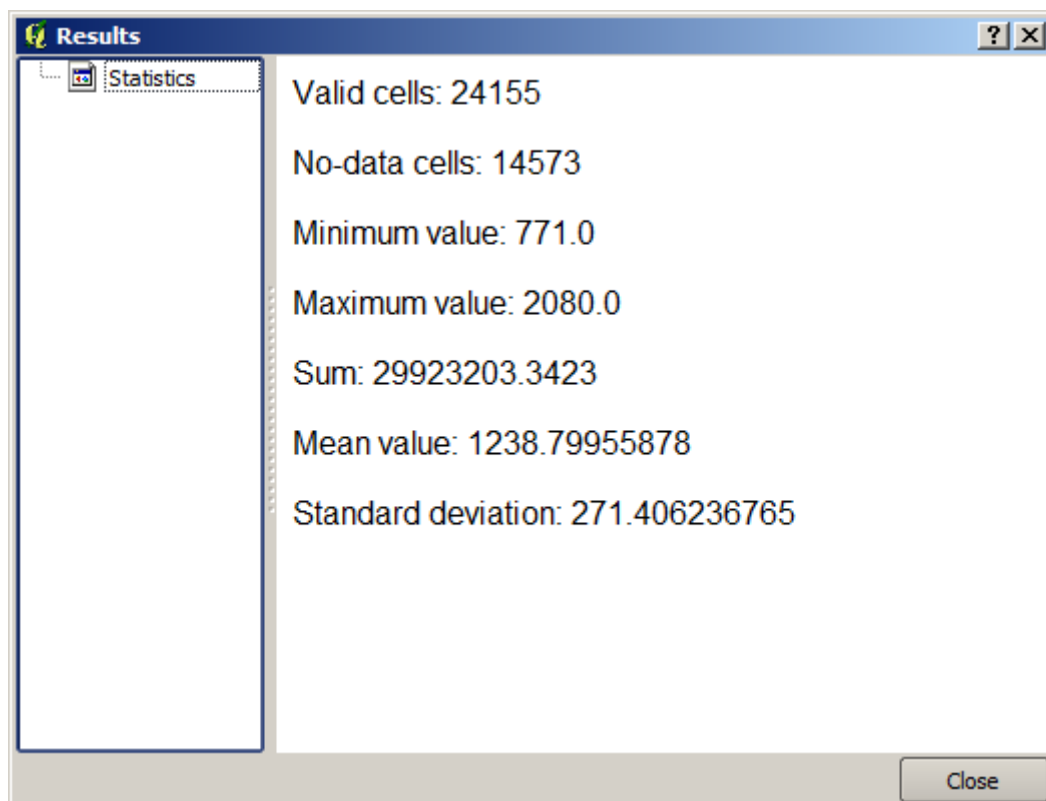 Results
Statistics
Valid cells: 24155
No-data cells: 14573
Minimum value: 771.0
Maximum value: 2080.0
Sum: 29923203.3423
Mean value: 1238.79955878
Standard deviation: 271.406236765
Close